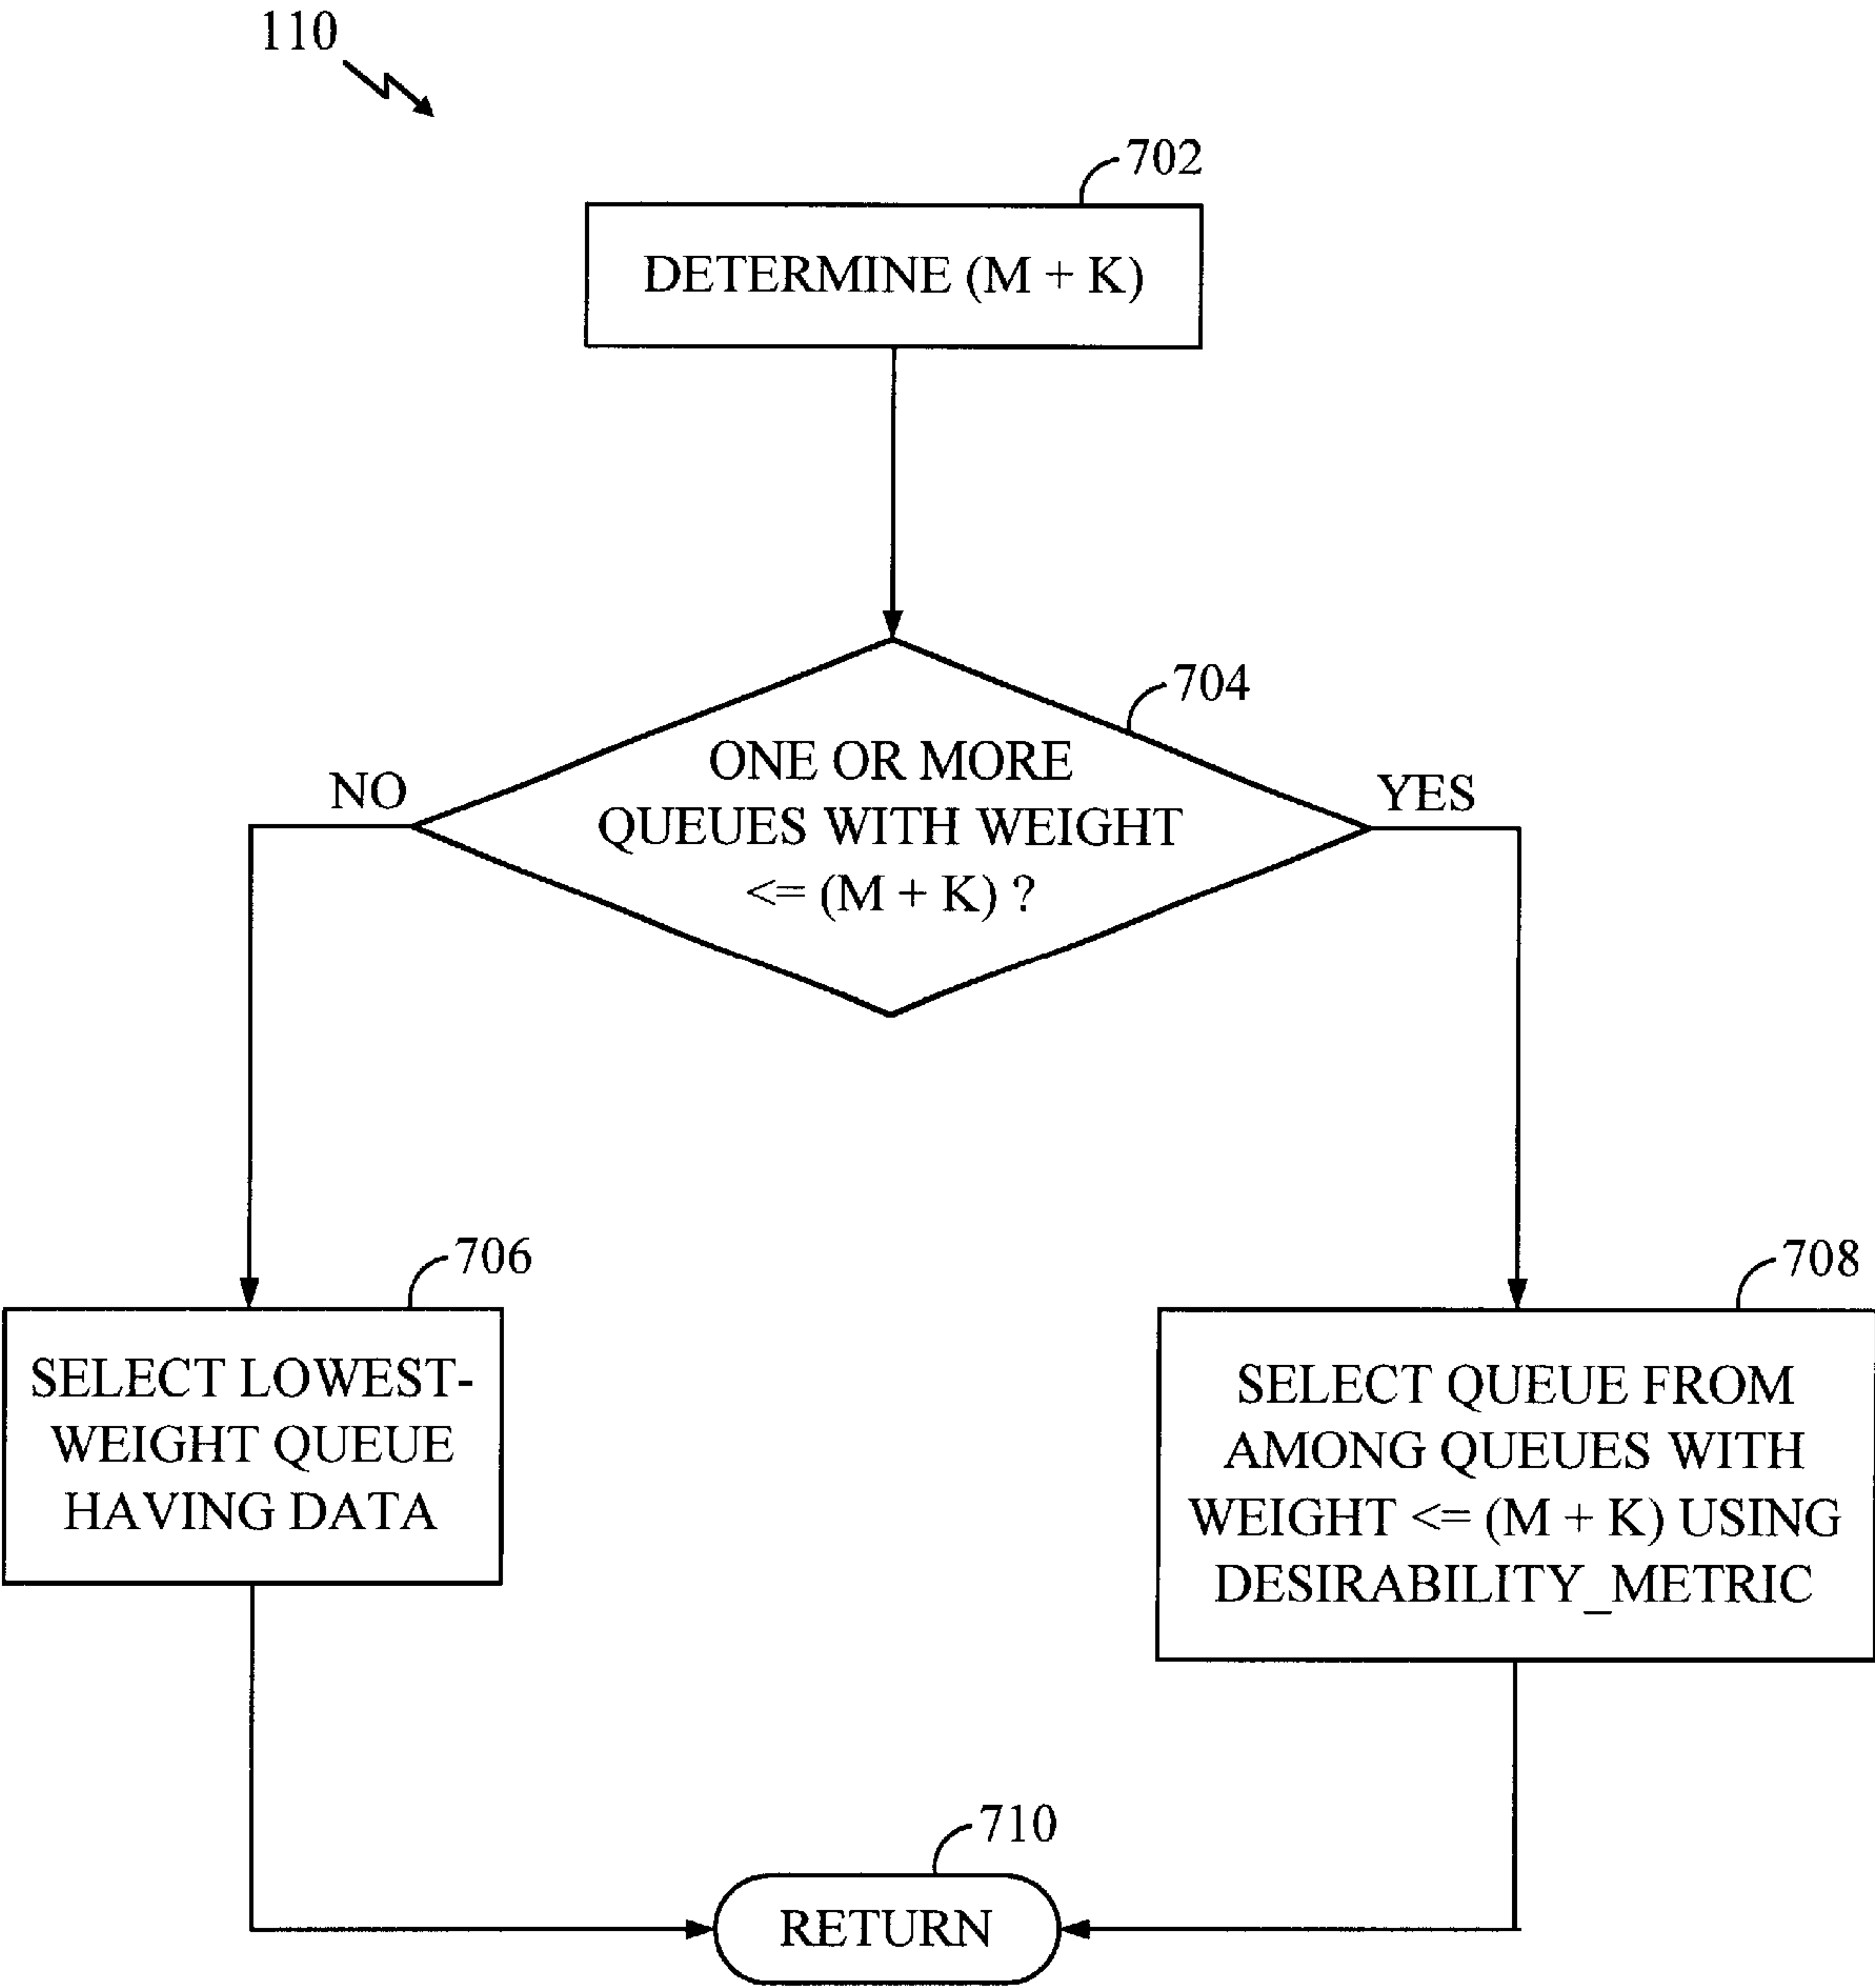 110
702
DETERMINE (M + K)
704
ONE OR MORE
QUEUES WITH WEIGHT
<= (M + K) ?
NO
YES
706
SELECT LOWEST-
WEIGHT QUEUE
HAVING DATA
708
SELECT QUEUE FROM
AMONG QUEUES WITH
WEIGHT <= (M + K) USING
DESIRABILITY_METRIC
710
RETURN